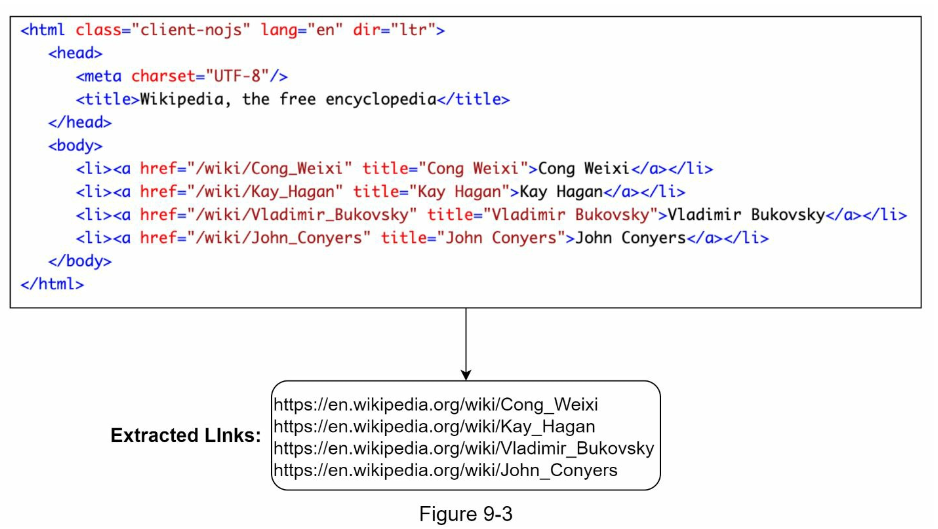 <html class="client-nojs" lang="en" dir="ltr">
<head>
<meta charset="UTF-8"/>
<title>Wikipedia, the free encyclopedia</title>
</head>
<body>
<li><a href="/wiki/Cong_Weixi" title="Cong Weixi">Cong Weixi</a></li>
<li><a href="/wiki/Kay_Hagan" title="Kay Hagan">Kay Hagan</a></li>
<li><a href="/wiki/Vladimir_Bukovsky" title="Vladimir Bukovsky">Vladimir Bukovsky</a></li>
<li><a href="/wiki/John_Conyers" title="John Conyers">John Conyers</a></li>
</body>
</html>
Extracted LInks:
https://en.wikipedia.org/wiki/Cong_Weixi
https://en.wikipedia.org/wiki/Kay_Hagan
https://en.wikipedia.org/wiki/Vladimir_Bukovsky
https://en.wikipedia.org/wiki/John_Conyers
Figure 9-3